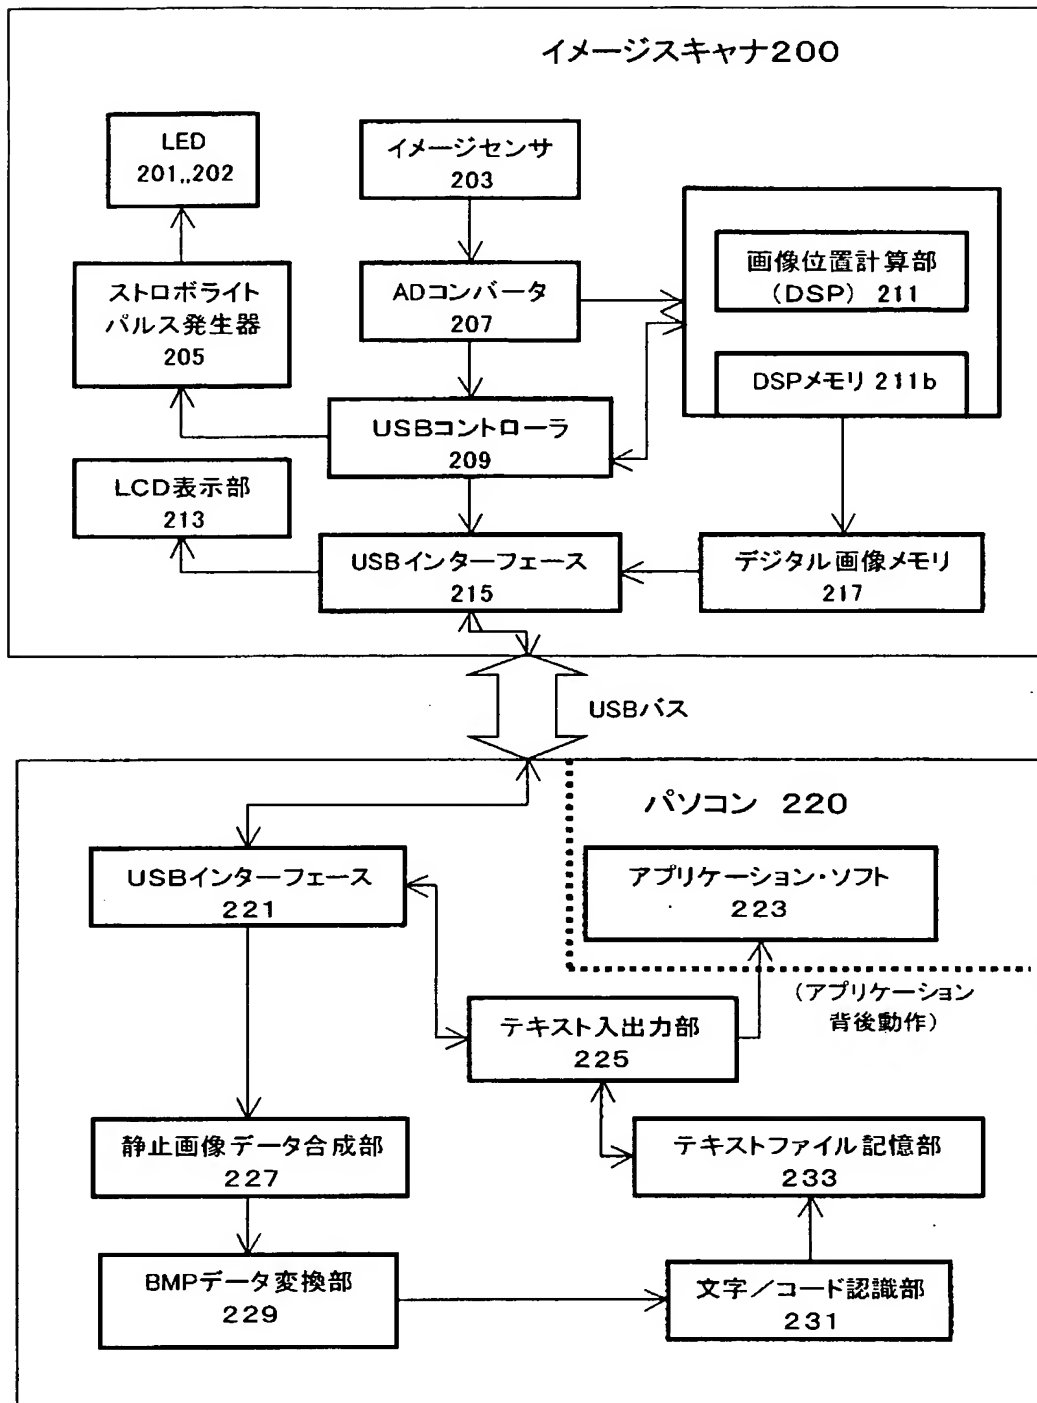 イメージスキャナ200
LED
201,,202
イメージセンサ
203
画像位置計算部
(DSP) 211
ストロボライト
パルス発生器
205
ADコンバータ
207
DSPメモリ 211b
USBコントローラ
209
LCD表示部
213
USBインターフェース
215
デジタル画像メモリ
217
USBバス
パソコン 220
USBインターフェース
221
アプリケーション・ソフト
223
(アプリケーション
背後動作)
テキスト入出力部
225
静止画像データ合成部
227
テキストファイル記憶部
233
BMPデータ変換部
229
文字/コード認識部
231